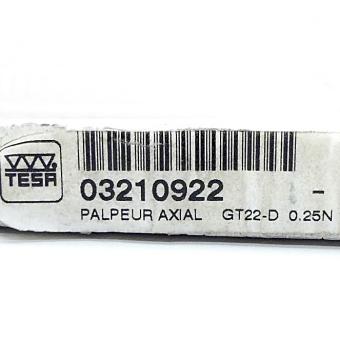 TESA
03210922 -
PALPEUR AXIAL GT22-D 0.25N